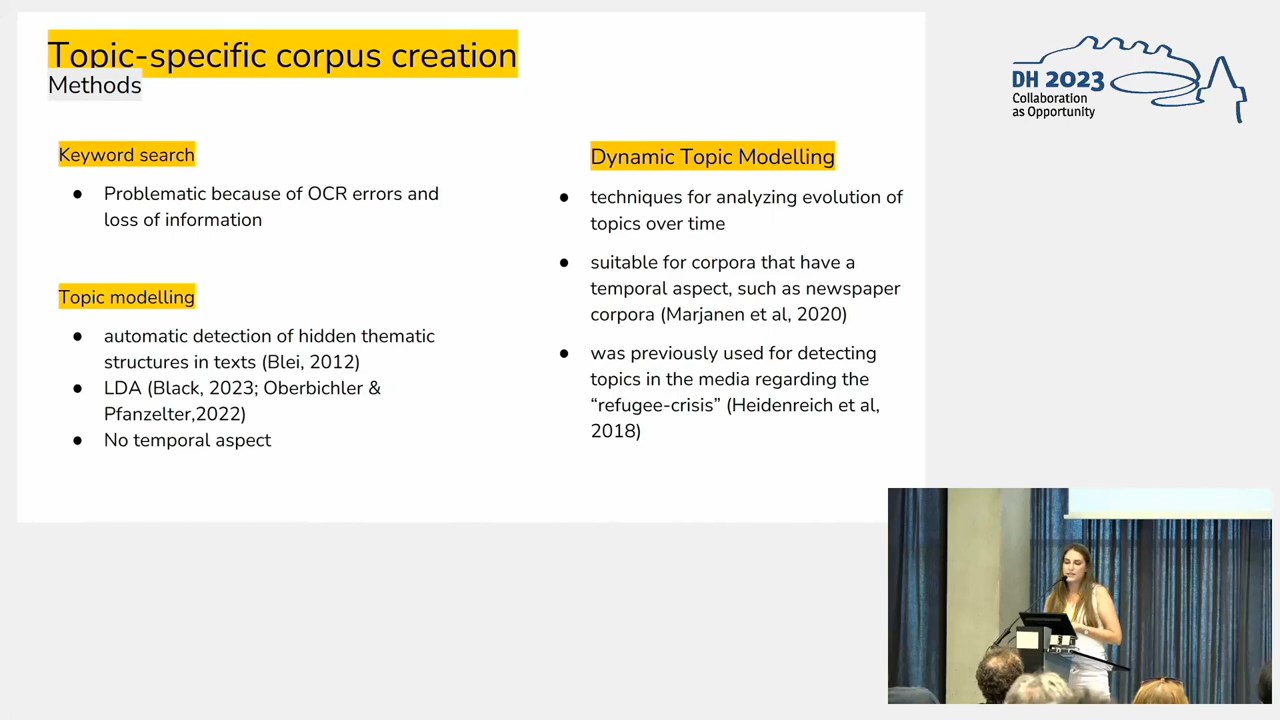 Topic-specific corpus creation
Methods
Keyword search
● Problematic because of OCR errors and
loss of information
Topic modelling
● automatic detection of hidden thematic
structures in texts (Blei, 2012)
● LDA (Black, 2023; Oberbichler &
Pfanzelter,2022)
● No temporal aspect
Dynamic Topic Modelling
● techniques for analyzing evolution of
topics over time
● suitable for corpora that have a
temporal aspect, such as newspaper
corpora (Marjanen et al, 2020)
● was previously used for detecting
topics in the media regarding the
“refugee-crisis” (Heidenreich et al,
2018)
DH 2023
Collaboration
as Opportunity